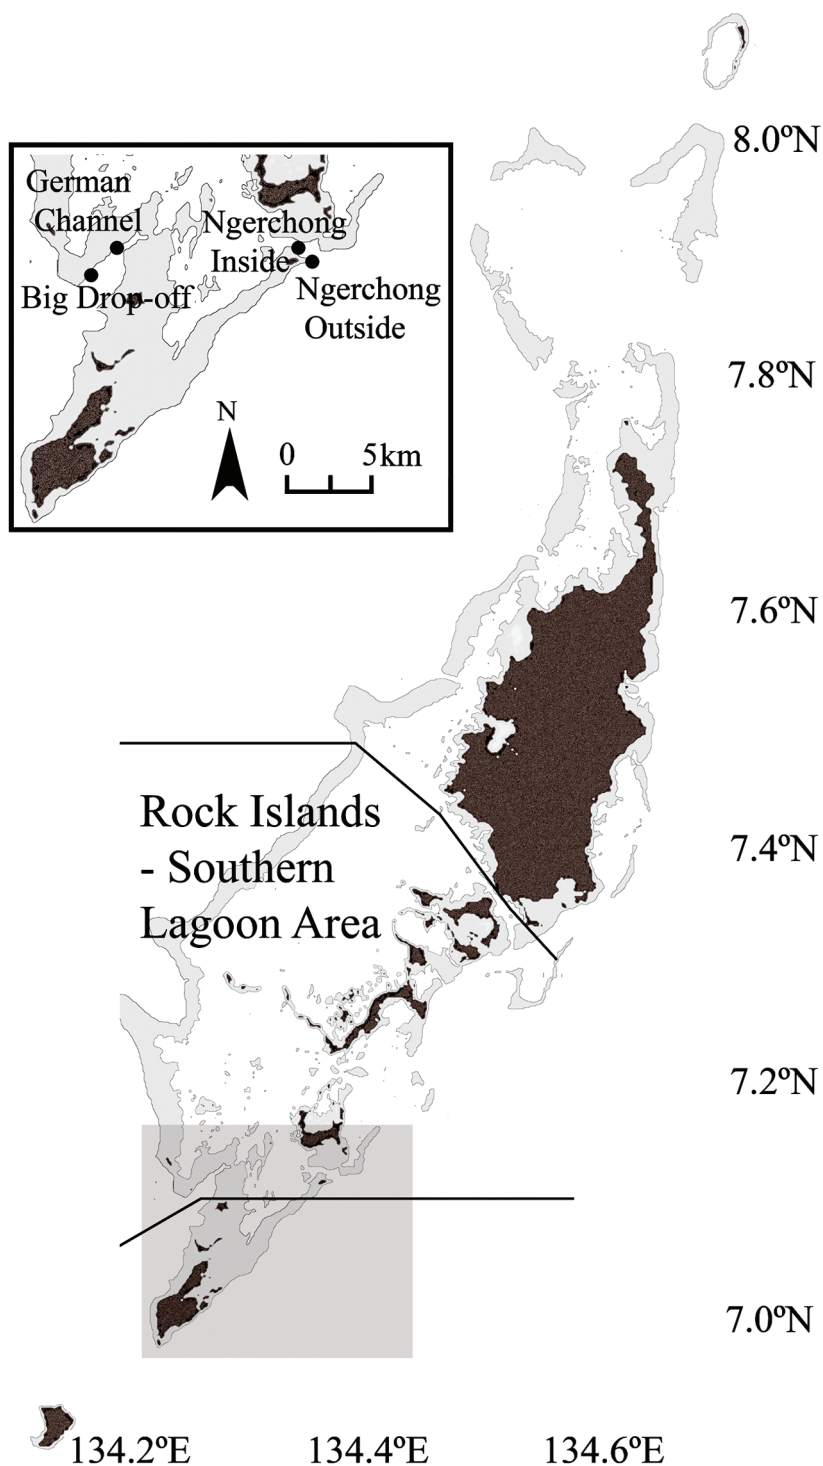 German
Channel
Ngerchong
Inside
Big Drop-off
Ngerchong
Outside
N
0 5km
8.0ºN
7.8ºN
7.6ºN
7.4ºN
7.2ºN
7.0ºN
Rock Islands
- Southern
Lagoon Area
134.2ºE 134.4ºE 134.6ºE